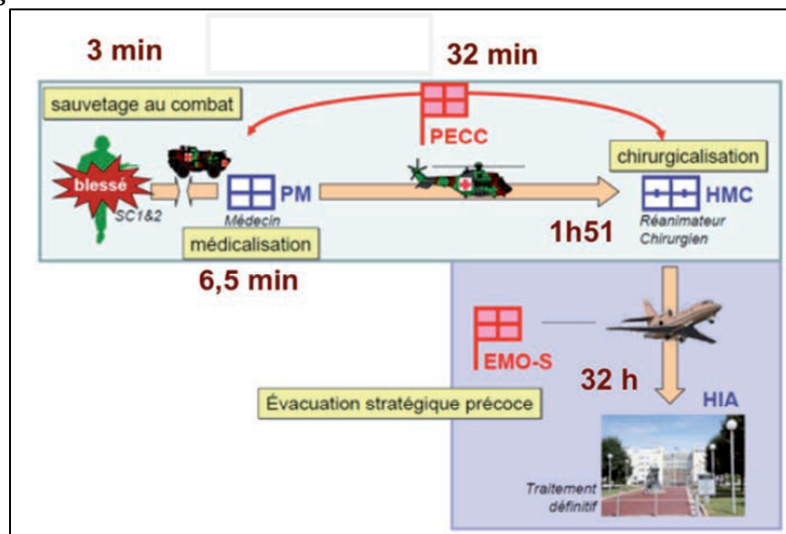 3 min
32 min
sauvetage au combat
PECC
chirurgicalisation
blessé
SC1&2
PM
Médecin
médicalisation
HMC
Réanimateur
Chirurgien
1h51
6,5 min
EMO-S
32 h
HIA
Évacuation stratégique précoce
Traitement
définitif